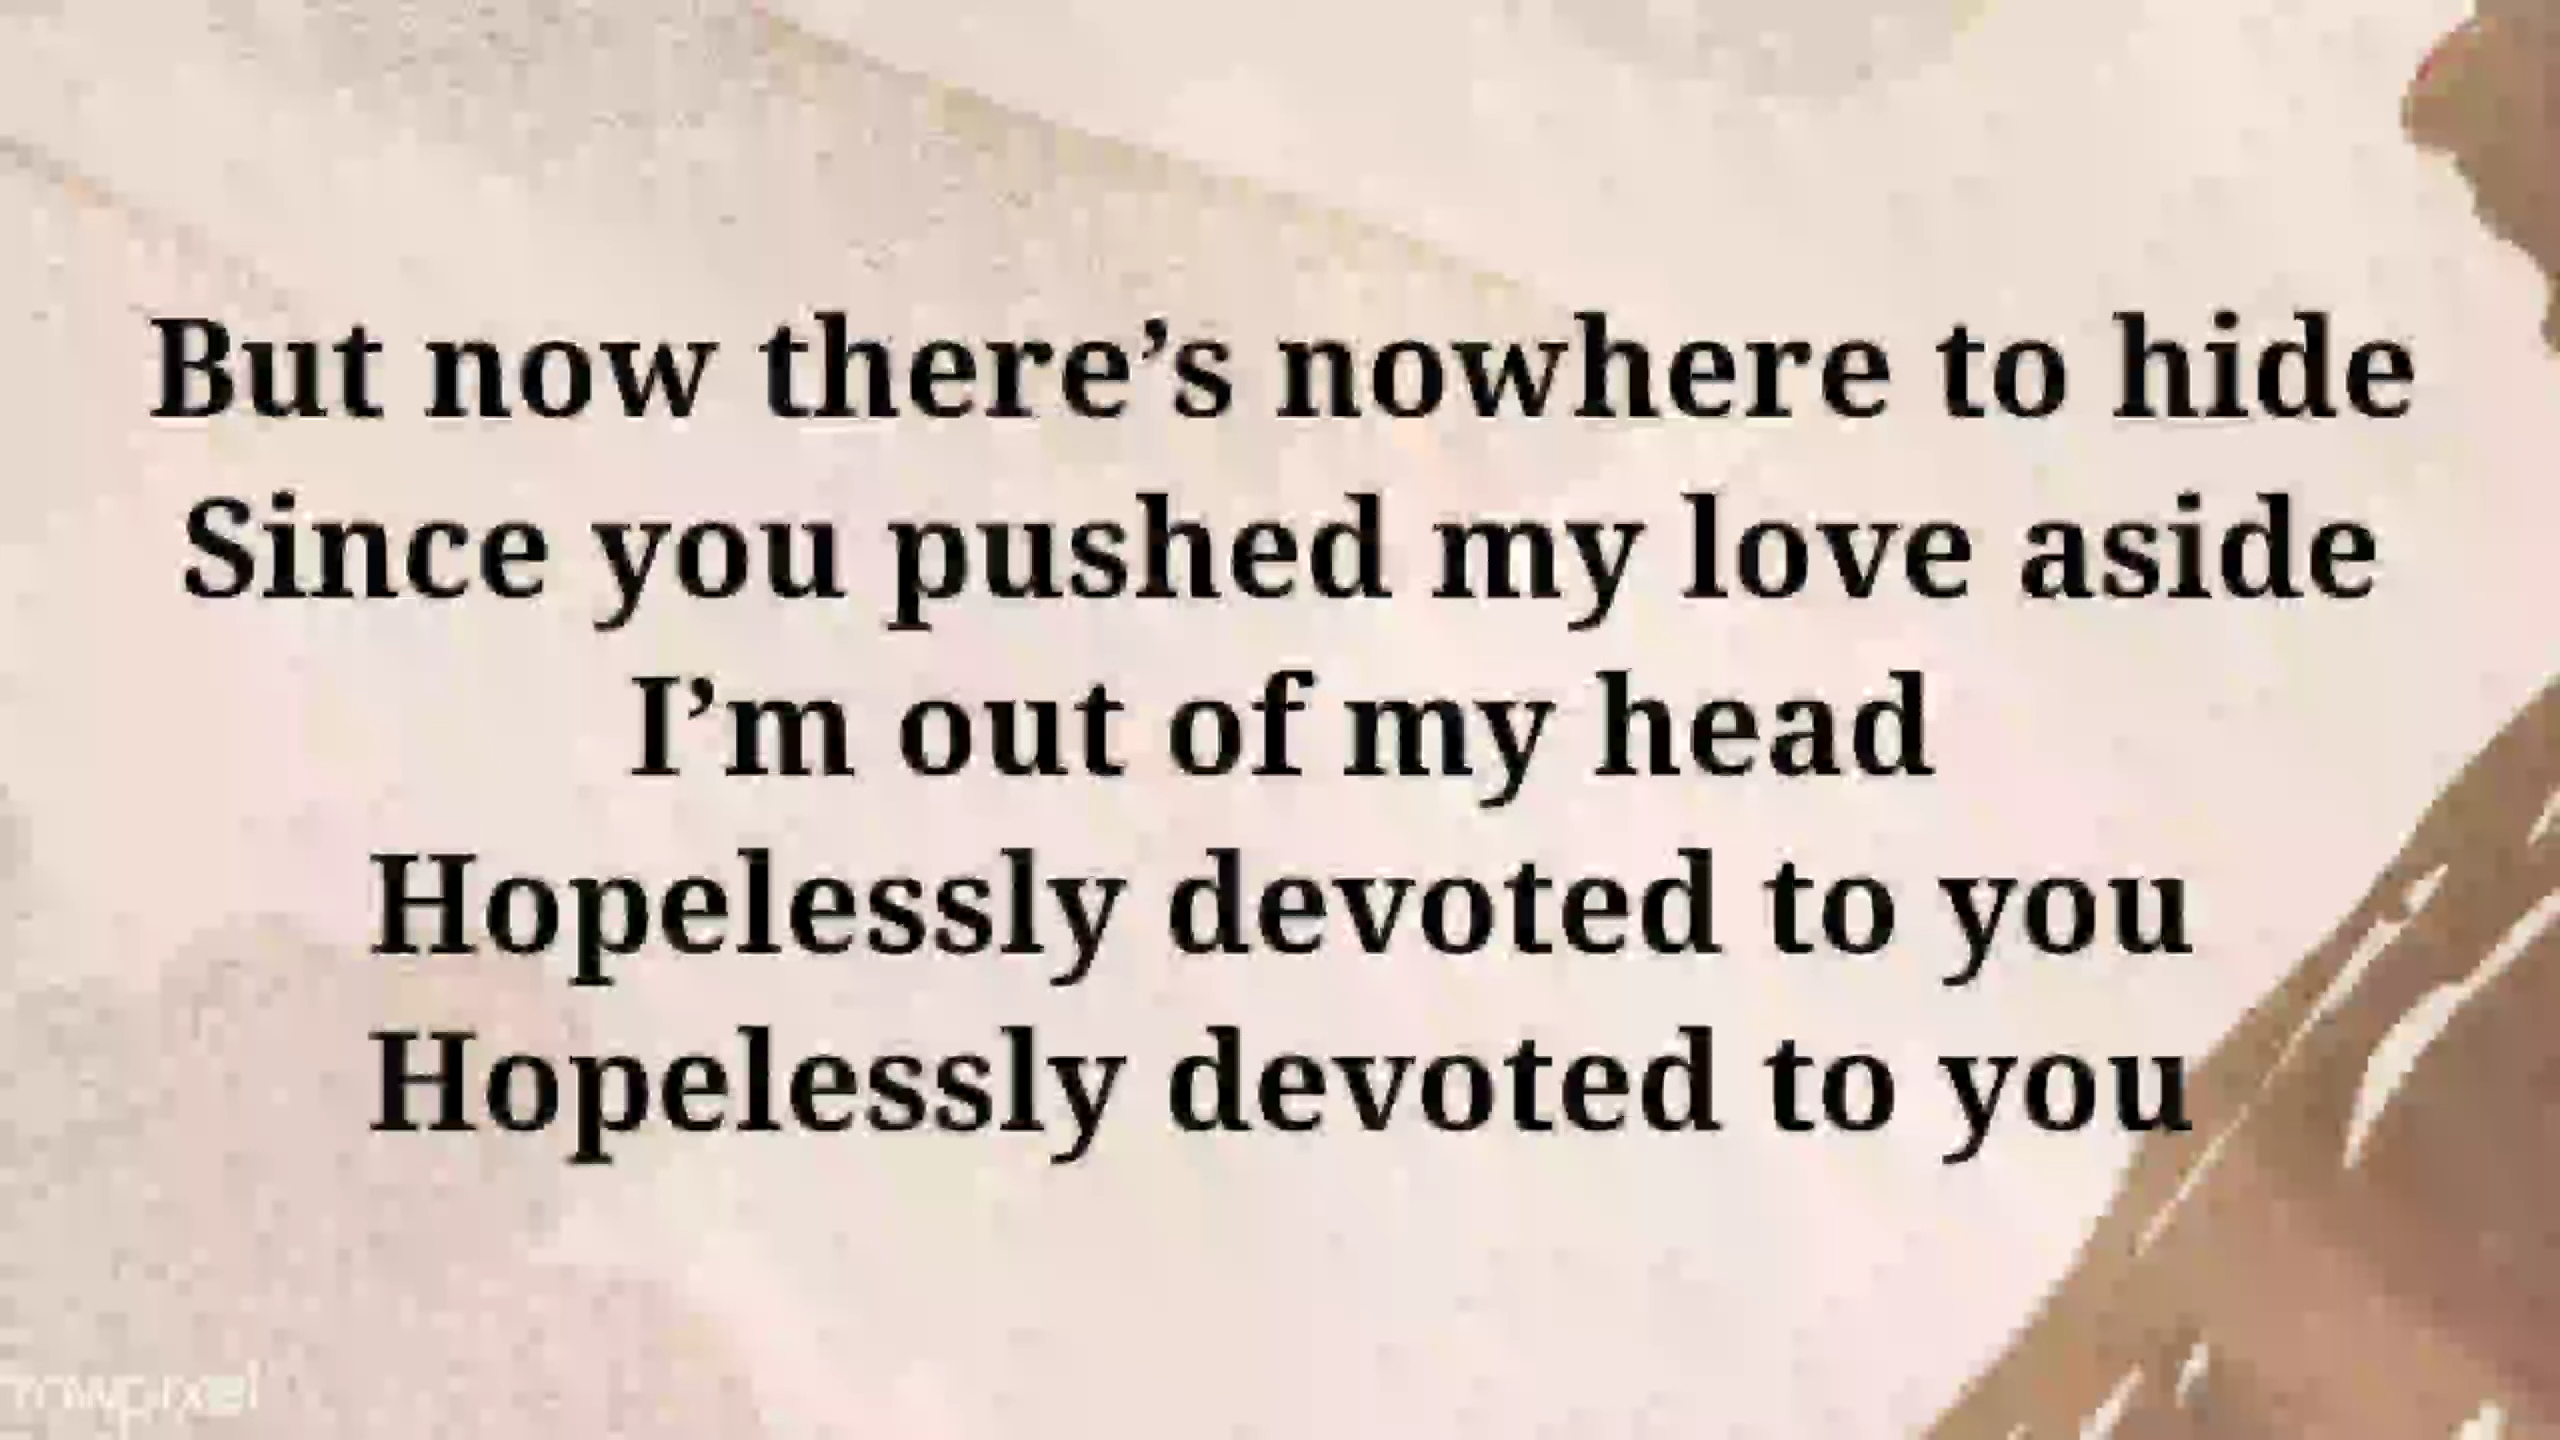 But now there’s nowhere to hide
Since you pushed my love aside
I’m out of my head
Hopelessly devoted to you
Hopelessly devoted to you
rawpixel